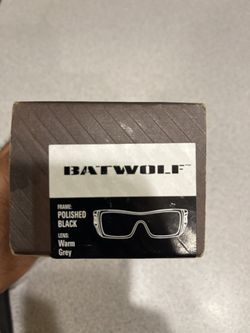 BATWOLF™
FRAME:
POLISHED
BLACK
LENS:
Warm
Grey